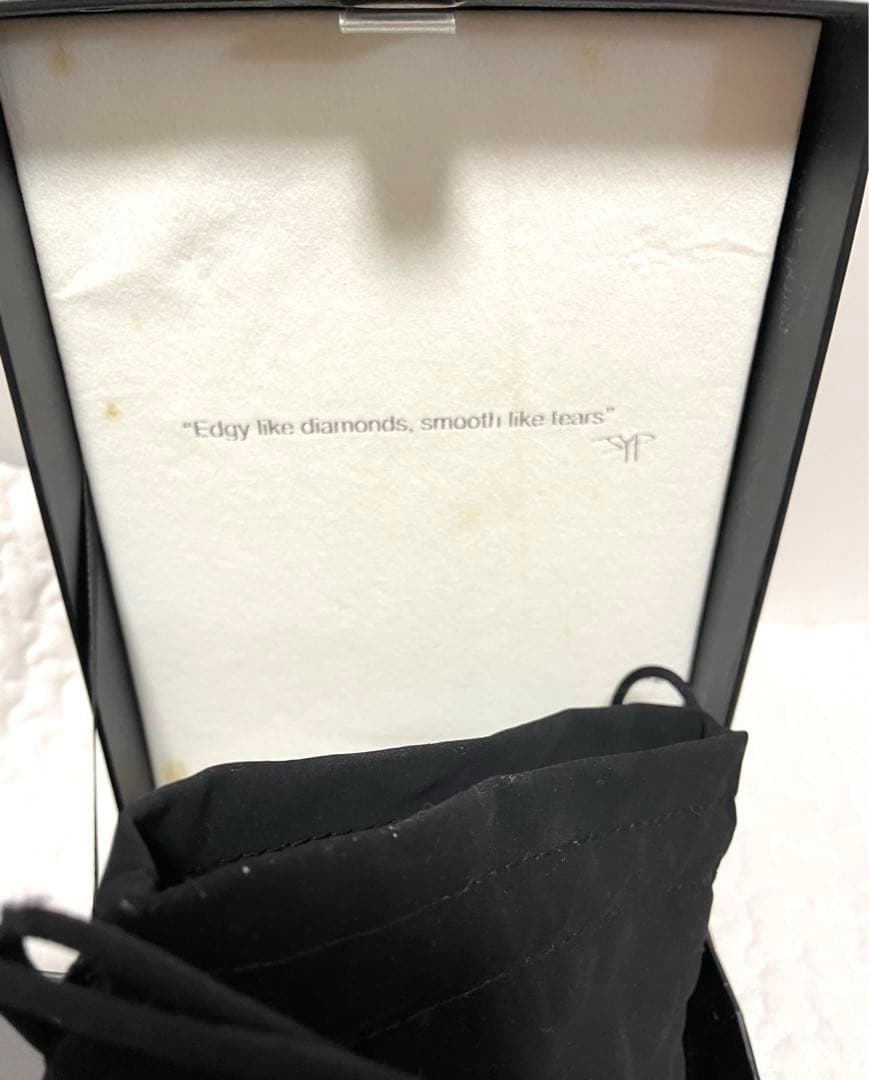 “Edgy like diamonds, smooth like tears”